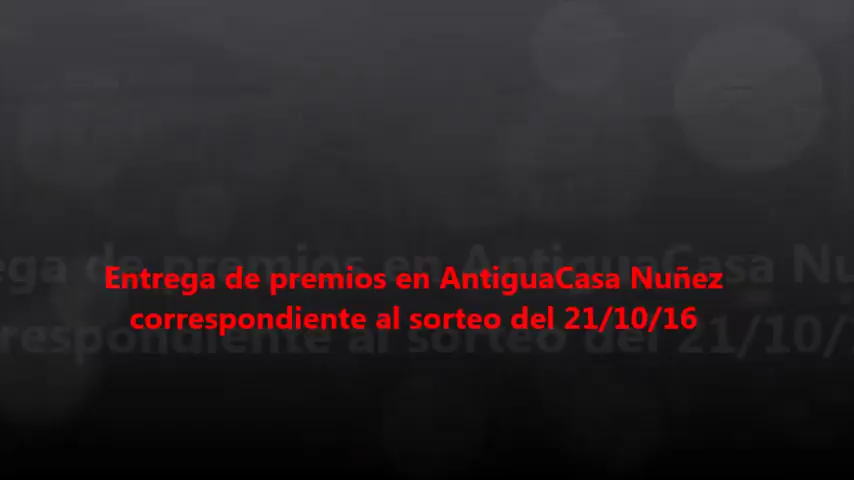 Entrega de premios en AntiguaCasa Nuñez
correspondiente al sorteo del 21/10/16